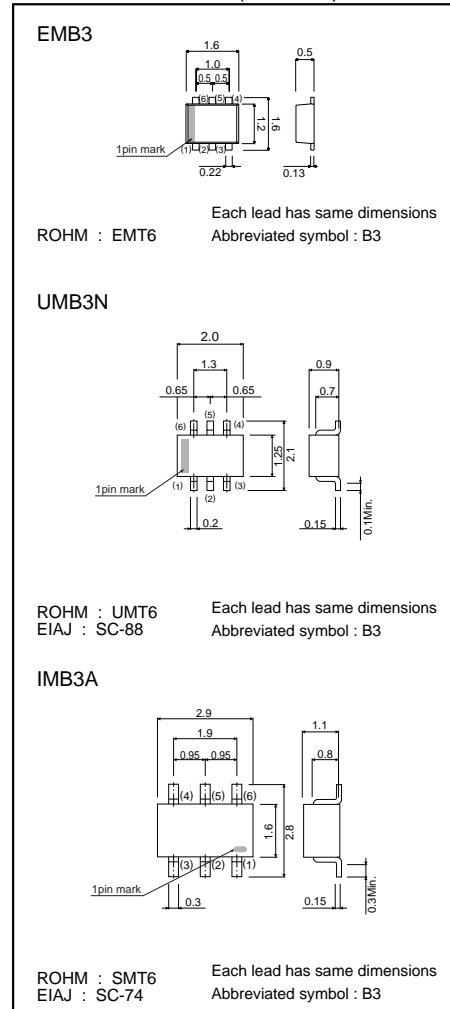 EMB3
1.6
1.0
0.5 0.5
0.5
(6) (5) (4)
1.2
1.6
1pin mark
(1) (2) (3)
0.22
0.13
Each lead has same dimensions
ROHM : EMT6
Abbreviated symbol : B3
UMB3N
2.0
1.3
0.65
0.65
0.9
0.7
(5)
(6)
(4)
1.25
2.1
1pin mark
(1)
(2)
(3)
0.2
0.15
0.1Min.
ROHM : UMT6
Each lead has same dimensions
EIAJ : SC-88
Abbreviated symbol : B3
IMB3A
2.9
1.9
0.95 0.95
1.1
0.8
(4) (5) (6)
1.6
2.8
(3) (2) (1)
1pin mark
0.3
0.15
0.3Min.
ROHM : SMT6
Each lead has same dimensions
EIAJ : SC-74
Abbreviated symbol : B3